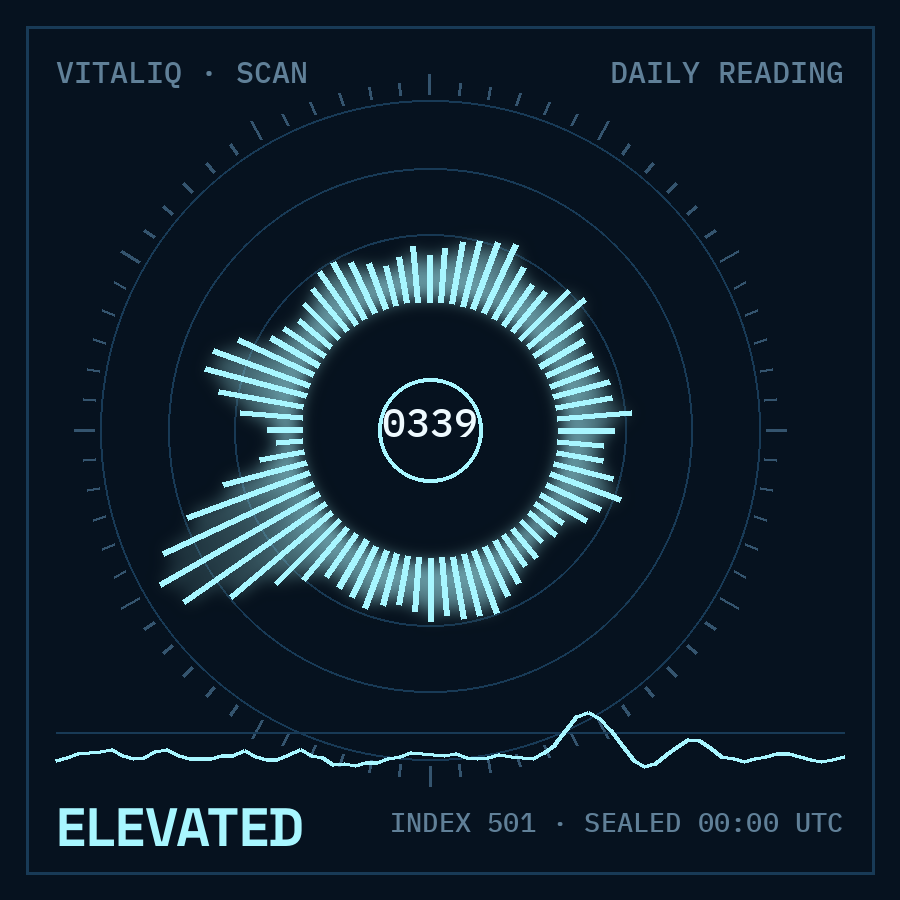 VITALIQ · SCAN
DAILY READING
0339
ELEVATED
INDEX 501 · SEALED 00:00 UTC